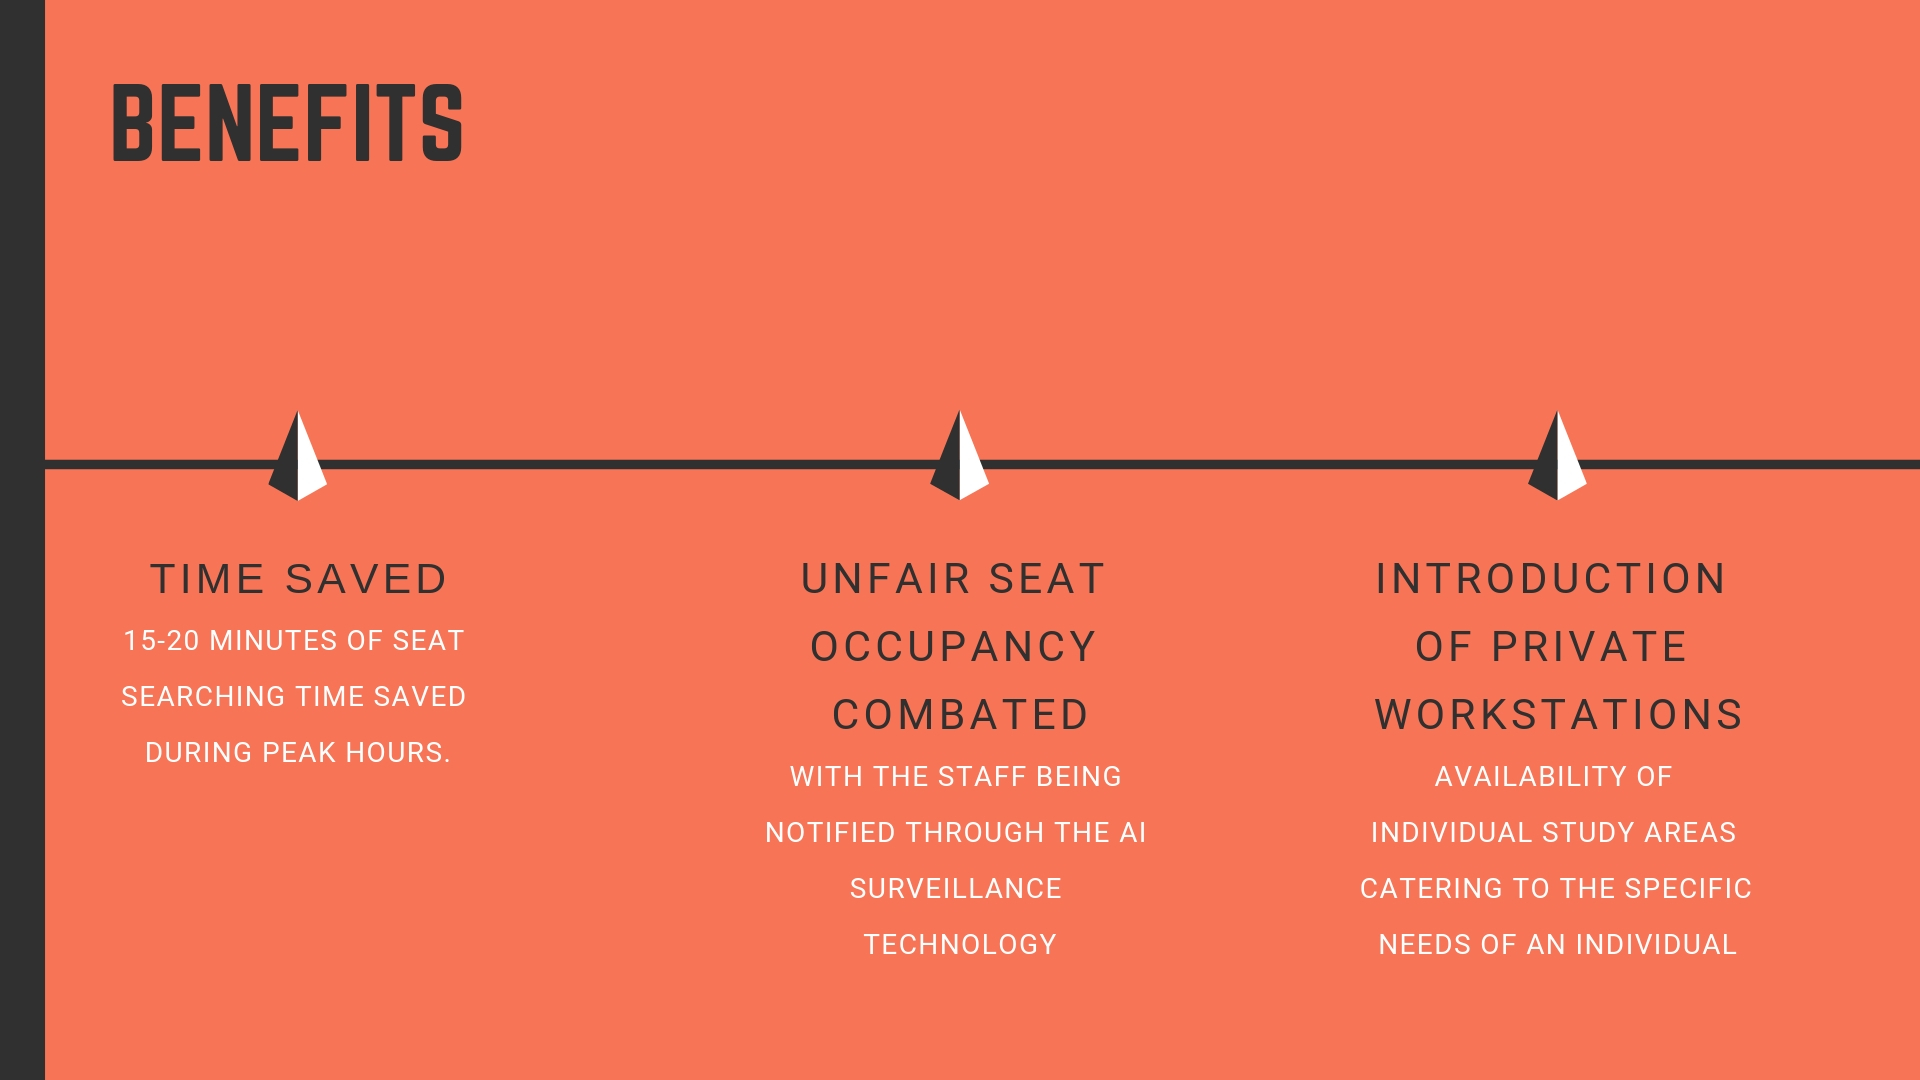 BENEFITS
TIME SAVED
15-20 MINUTES OF SEAT
SEARCHING TIME SAVED
DURING PEAK HOURS.
UNFAIR SEAT
OCCUPANCY
COMBATED
WITH THE STAFF BEING
NOTIFIED THROUGH THE AI
SURVEILLANCE
TECHNOLOGY
INTRODUCTION
OF PRIVATE
WORKSTATIONS
AVAILABILITY OF
INDIVIDUAL STUDY AREAS
CATERING TO THE SPECIFIC
NEEDS OF AN INDIVIDUAL